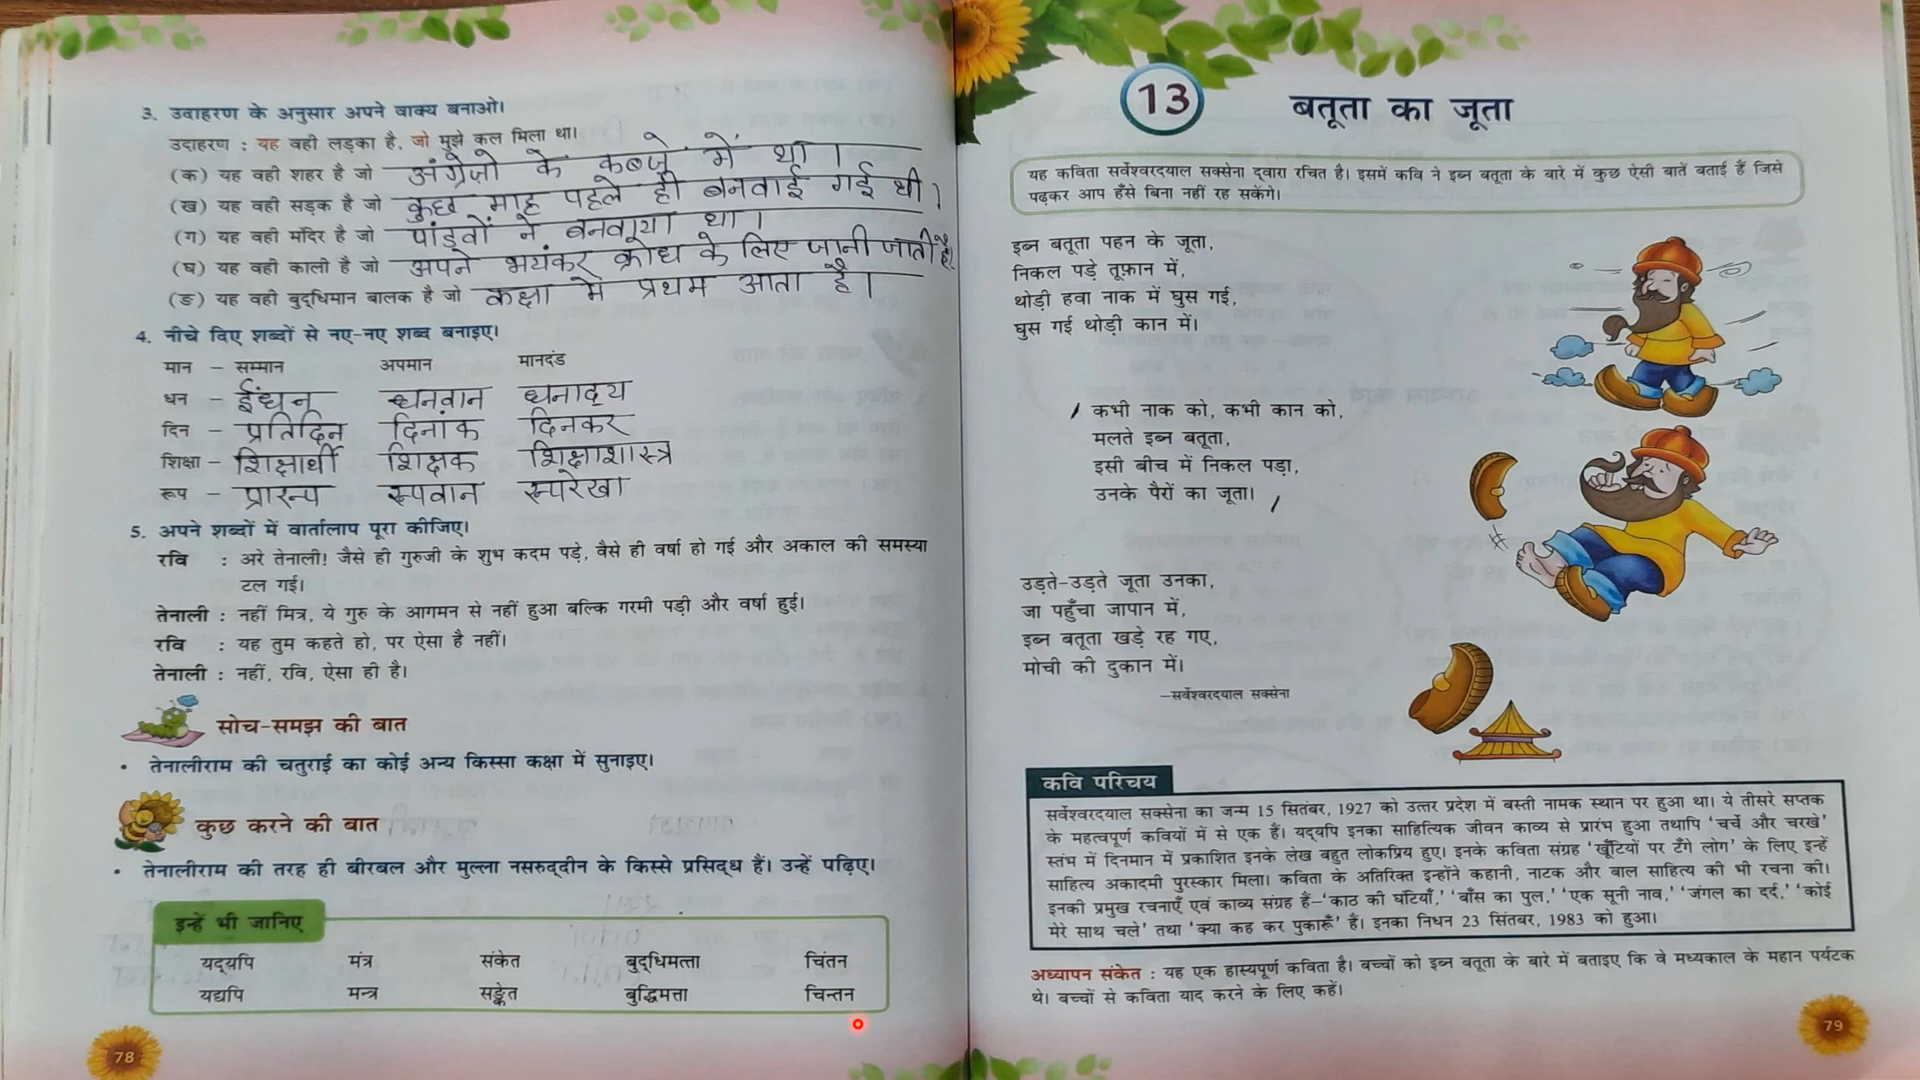 3. उदाहरण के अनुसार अपने वाक्य बनाओ।
उदाहरण : यह वही लड़का है, जो मुझे कल मिला था।
(क) यह वही शहर है जो अंग्रेज़ो के कब्ज़े में था ।
(ख) यह वही सड़क है जो कुछ माह पहले ही बनवाई गई थी ।
(ग) यह वही मंदिर है जो पांड्वों ने बनवाया था ।
(घ) यह वही काली है जो अपने भयंकर क्रोध के लिए जानी जाती है।
(ङ) यह वही बुद्धिमान बालक है जो कक्षा में प्रथम आता है ।
4. नीचे दिए शब्दों से नए-नए शब्द बनाइए।
मान – सम्मान अपमान मानदंड
धन – ईंधन धनवान धनाढ्य
दिन – प्रतिदिन दिनांक दिनकर
शिक्षा – शिक्षार्थी शिक्षक शिक्षाशास्त्र
रूप – प्रारूप रूपवान रूपरेखा
5. अपने शब्दों में वार्तालाप पूरा कीजिए।
रवि : अरे तेनाली! जैसे ही गुरुजी के शुभ कदम पड़े, वैसे ही वर्षा हो गई और अकाल की समस्या
टल गई।
तेनाली : नहीं मित्र, ये गुरु के आगमन से नहीं हुआ बल्कि गरमी पड़ी और वर्षा हुई।
रवि : यह तुम कहते हो, पर ऐसा है नहीं।
तेनाली : नहीं, रवि, ऐसा ही है।
सोच-समझ की बात
• तेनालीराम की चतुराई का कोई अन्य किस्सा कक्षा में सुनाइए।
कुछ करने की बात
• तेनालीराम की तरह ही बीरबल और मुल्ला नसरुद्दीन के किस्से प्रसिद्ध हैं। उन्हें पढ़िए।
इन्हें भी जानिए
यद्यपि मंत्र संकेत बुद्धिमत्ता चिंतन
यद्यपि मन्त्र सङ्केत बुद्धिमत्ता चिन्तन
78
13 बतूता का जूता
यह कविता सर्वेश्वरदयाल सक्सेना द्वारा रचित है। इसमें कवि ने इब्न बतूता के बारे में कुछ ऐसी बातें बताई हैं जिसे
पढ़कर आप हँसे बिना नहीं रह सकेंगे।
इब्न बतूता पहन के जूता,
निकल पड़े तूफ़ान में,
थोड़ी हवा नाक में घुस गई,
घुस गई थोड़ी कान में।
कभी नाक को, कभी कान को,
मलते इब्न बतूता,
इसी बीच में निकल पड़ा,
उनके पैरों का जूता।
उड़ते-उड़ते जूता उनका,
जा पहुँचा जापान में,
इब्न बतूता खड़े रह गए,
मोची की दुकान में।
–सर्वेश्वरदयाल सक्सेना
कवि परिचय
सर्वेश्वरदयाल सक्सेना का जन्म 15 सितंबर, 1927 को उत्तर प्रदेश में बस्ती नामक स्थान पर हुआ था। ये तीसरे सप्तक
के महत्वपूर्ण कवियों में से एक हैं। यद्यपि इनका साहित्यिक जीवन काव्य से प्रारंभ हुआ तथापि ‘चर्चे और चरखे’
स्तंभ में दिनमान में प्रकाशित इनके लेख बहुत लोकप्रिय हुए। इनके कविता संग्रह ‘खूँटियों पर टँगे लोग’ के लिए इन्हें
साहित्य अकादमी पुरस्कार मिला। कविता के अतिरिक्त इन्होंने कहानी, नाटक और बाल साहित्य की भी रचना की।
इनकी प्रमुख रचनाएँ एवं काव्य संग्रह हैं–‘काठ की घंटियाँ,’ ‘बाँस का पुल,’ ‘एक सूनी नाव,’ ‘जंगल का दर्द,’ ‘कोई
मेरे साथ चले’ तथा ‘क्या कह कर पुकारूँ’ हैं। इनका निधन 23 सिंतबर, 1983 को हुआ।
अध्यापन संकेत : यह एक हास्यपूर्ण कविता है। बच्चों को इब्न बतूता के बारे में बताइए कि वे मध्यकाल के महान पर्यटक
थे। बच्चों से कविता याद करने के लिए कहें।
79